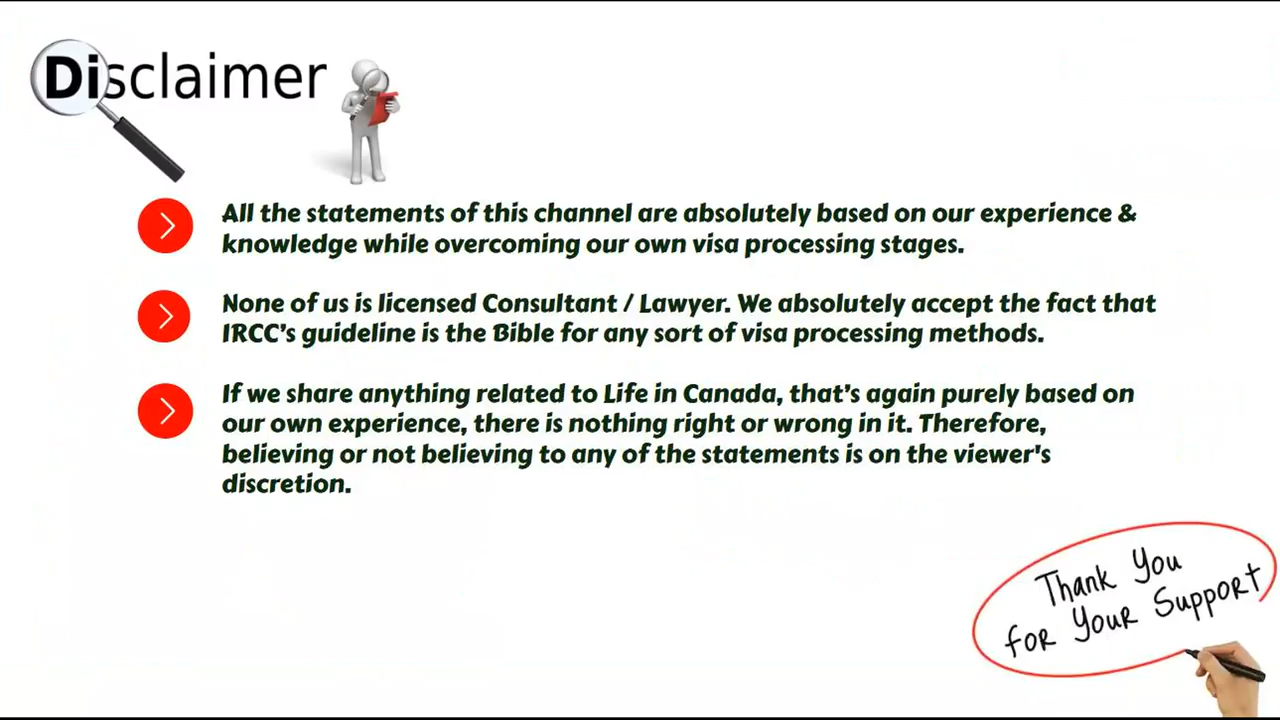 Disclaimer
All the statements of this channel are absolutely based on our experience &
knowledge while overcoming our own visa processing stages.
None of us is licensed Consultant / Lawyer. We absolutely accept the fact that
IRCC's guideline is the Bible for any sort of visa processing methods.
If we share anything related to Life in Canada, that's again purely based on
our own experience, there is nothing right or wrong in it. Therefore,
believing or not believing to any of the statements is on the viewer's
discretion.
Thank You
for Your Support